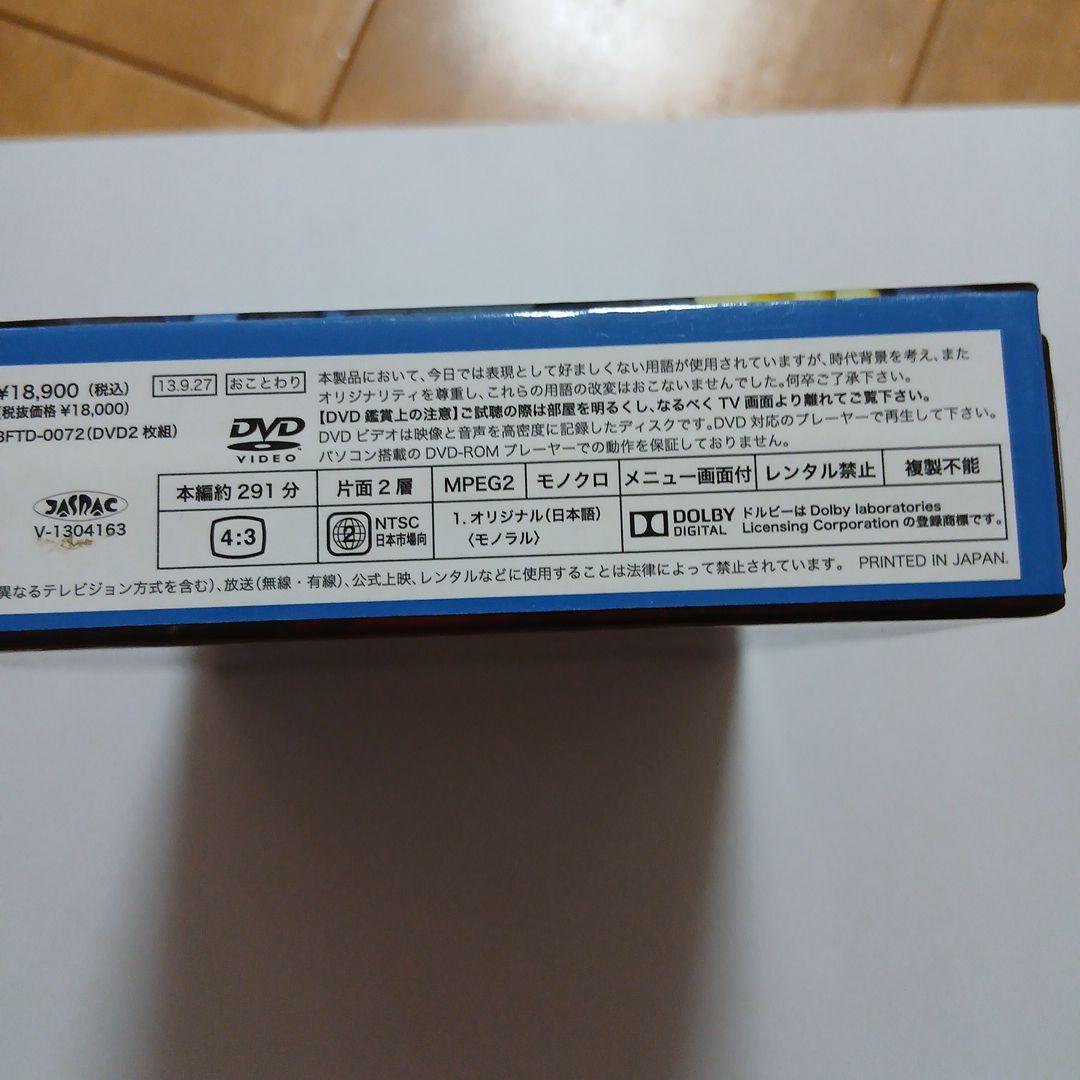 ¥18,900（税込） 13.9.27 おことわり
（税抜価格 ¥18,000）
BFTD-0072（DVD2枚組）
DVD
VIDEO
本製品において、今日では表現として好ましくない用語が使用されていますが、時代背景を考え、また
オリジナリティを尊重し、これらの用語の改変はおこないませんでした。何卒ご了承下さい。
【DVD 鑑賞上の注意】ご試聴の際は部屋を明るくし、なるべく TV 画面より離れてご覧下さい。
DVD ビデオは映像と音声を高密度に記録したディスクです。DVD 対応のプレーヤーで再生して下さい。
パソコン搭載の DVD-ROM プレーヤーでの動作を保証しておりません。
JASRAC
V-1304163
本編約 291 分 片面 2 層 MPEG2 モノクロ メニュー画面付 レンタル禁止 複製不能
4:3
2
NTSC
日本市場向
1. オリジナル（日本語）
〈モノラル〉
DOLBY
DIGITAL
ドルビーは Dolby laboratories
Licensing Corporation の登録商標です。
異なるテレビジョン方式を含む）、放送（無線・有線）、公式上映、レンタルなどに使用することは法律によって禁止されています。 PRINTED IN JAPAN.